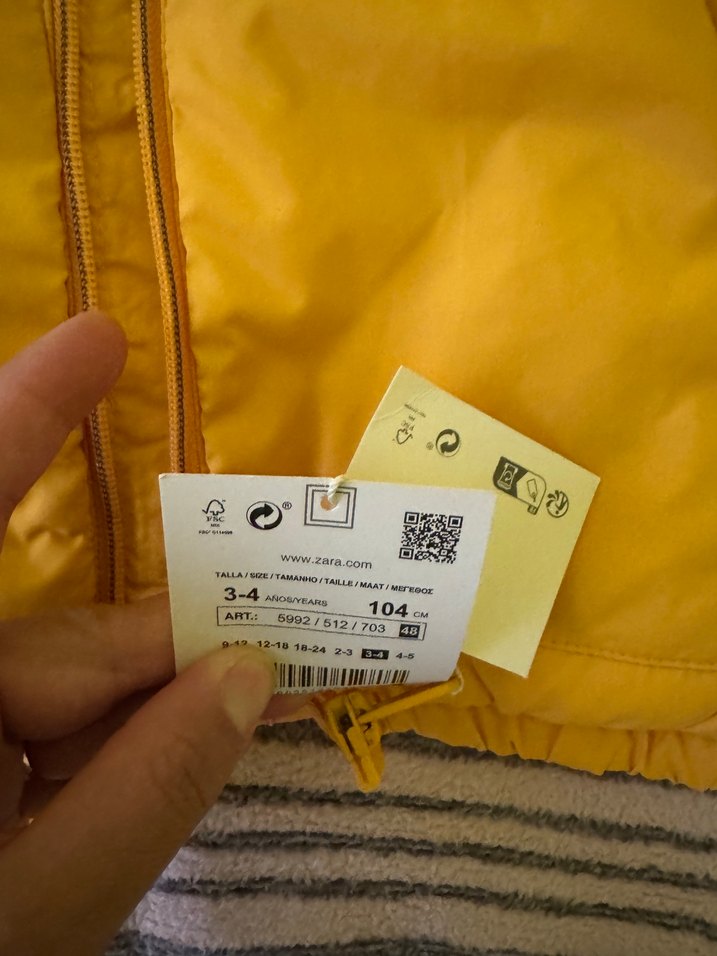 FSC
MIX
®
www.zara.com
TALLA / SIZE / TAMANHO / TAILLE / MAAT / ΜΕΓΕΘΟΣ
3-4 AÑOS/YEARS 104 CM
ART.: 5992 / 512 / 703 48
9-12 12-18 18-24 2-3 3-4 4-5